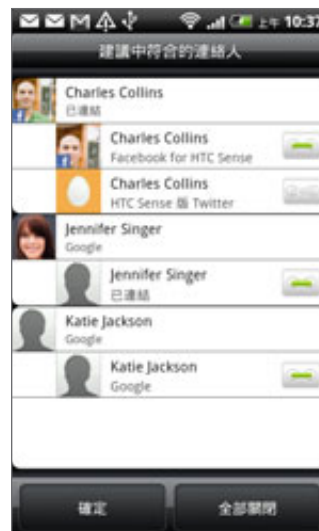 上午 10:37
建議中符合的連絡人
Charles Collins
已連結
Charles Collins
Facebook for HTC Sense
Charles Collins
HTC Sense 版 Twitter
Jennifer Singer
Google
Jennifer Singer
已連結
Katie Jackson
Google
Katie Jackson
Google
確定
全部關閉